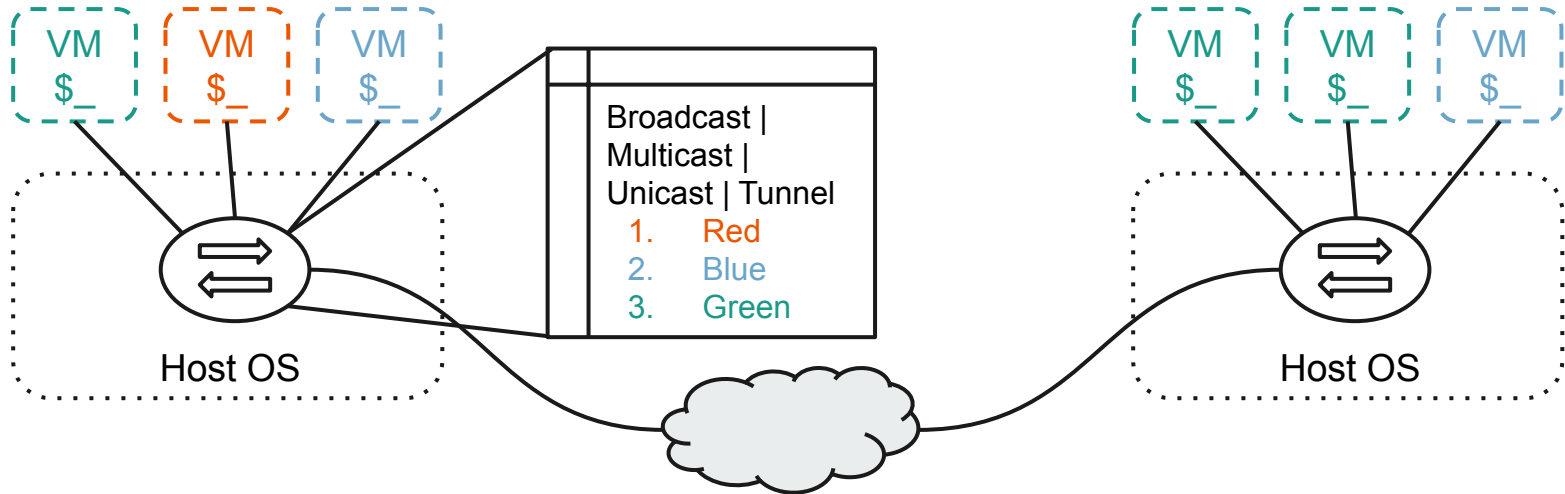 VM
$_
VM
$_
VM
$_
VM
$_
VM
$_
VM
$_
Broadcast |
Multicast |
Unicast | Tunnel
1. Red
2. Blue
3. Green
Host OS
Host OS